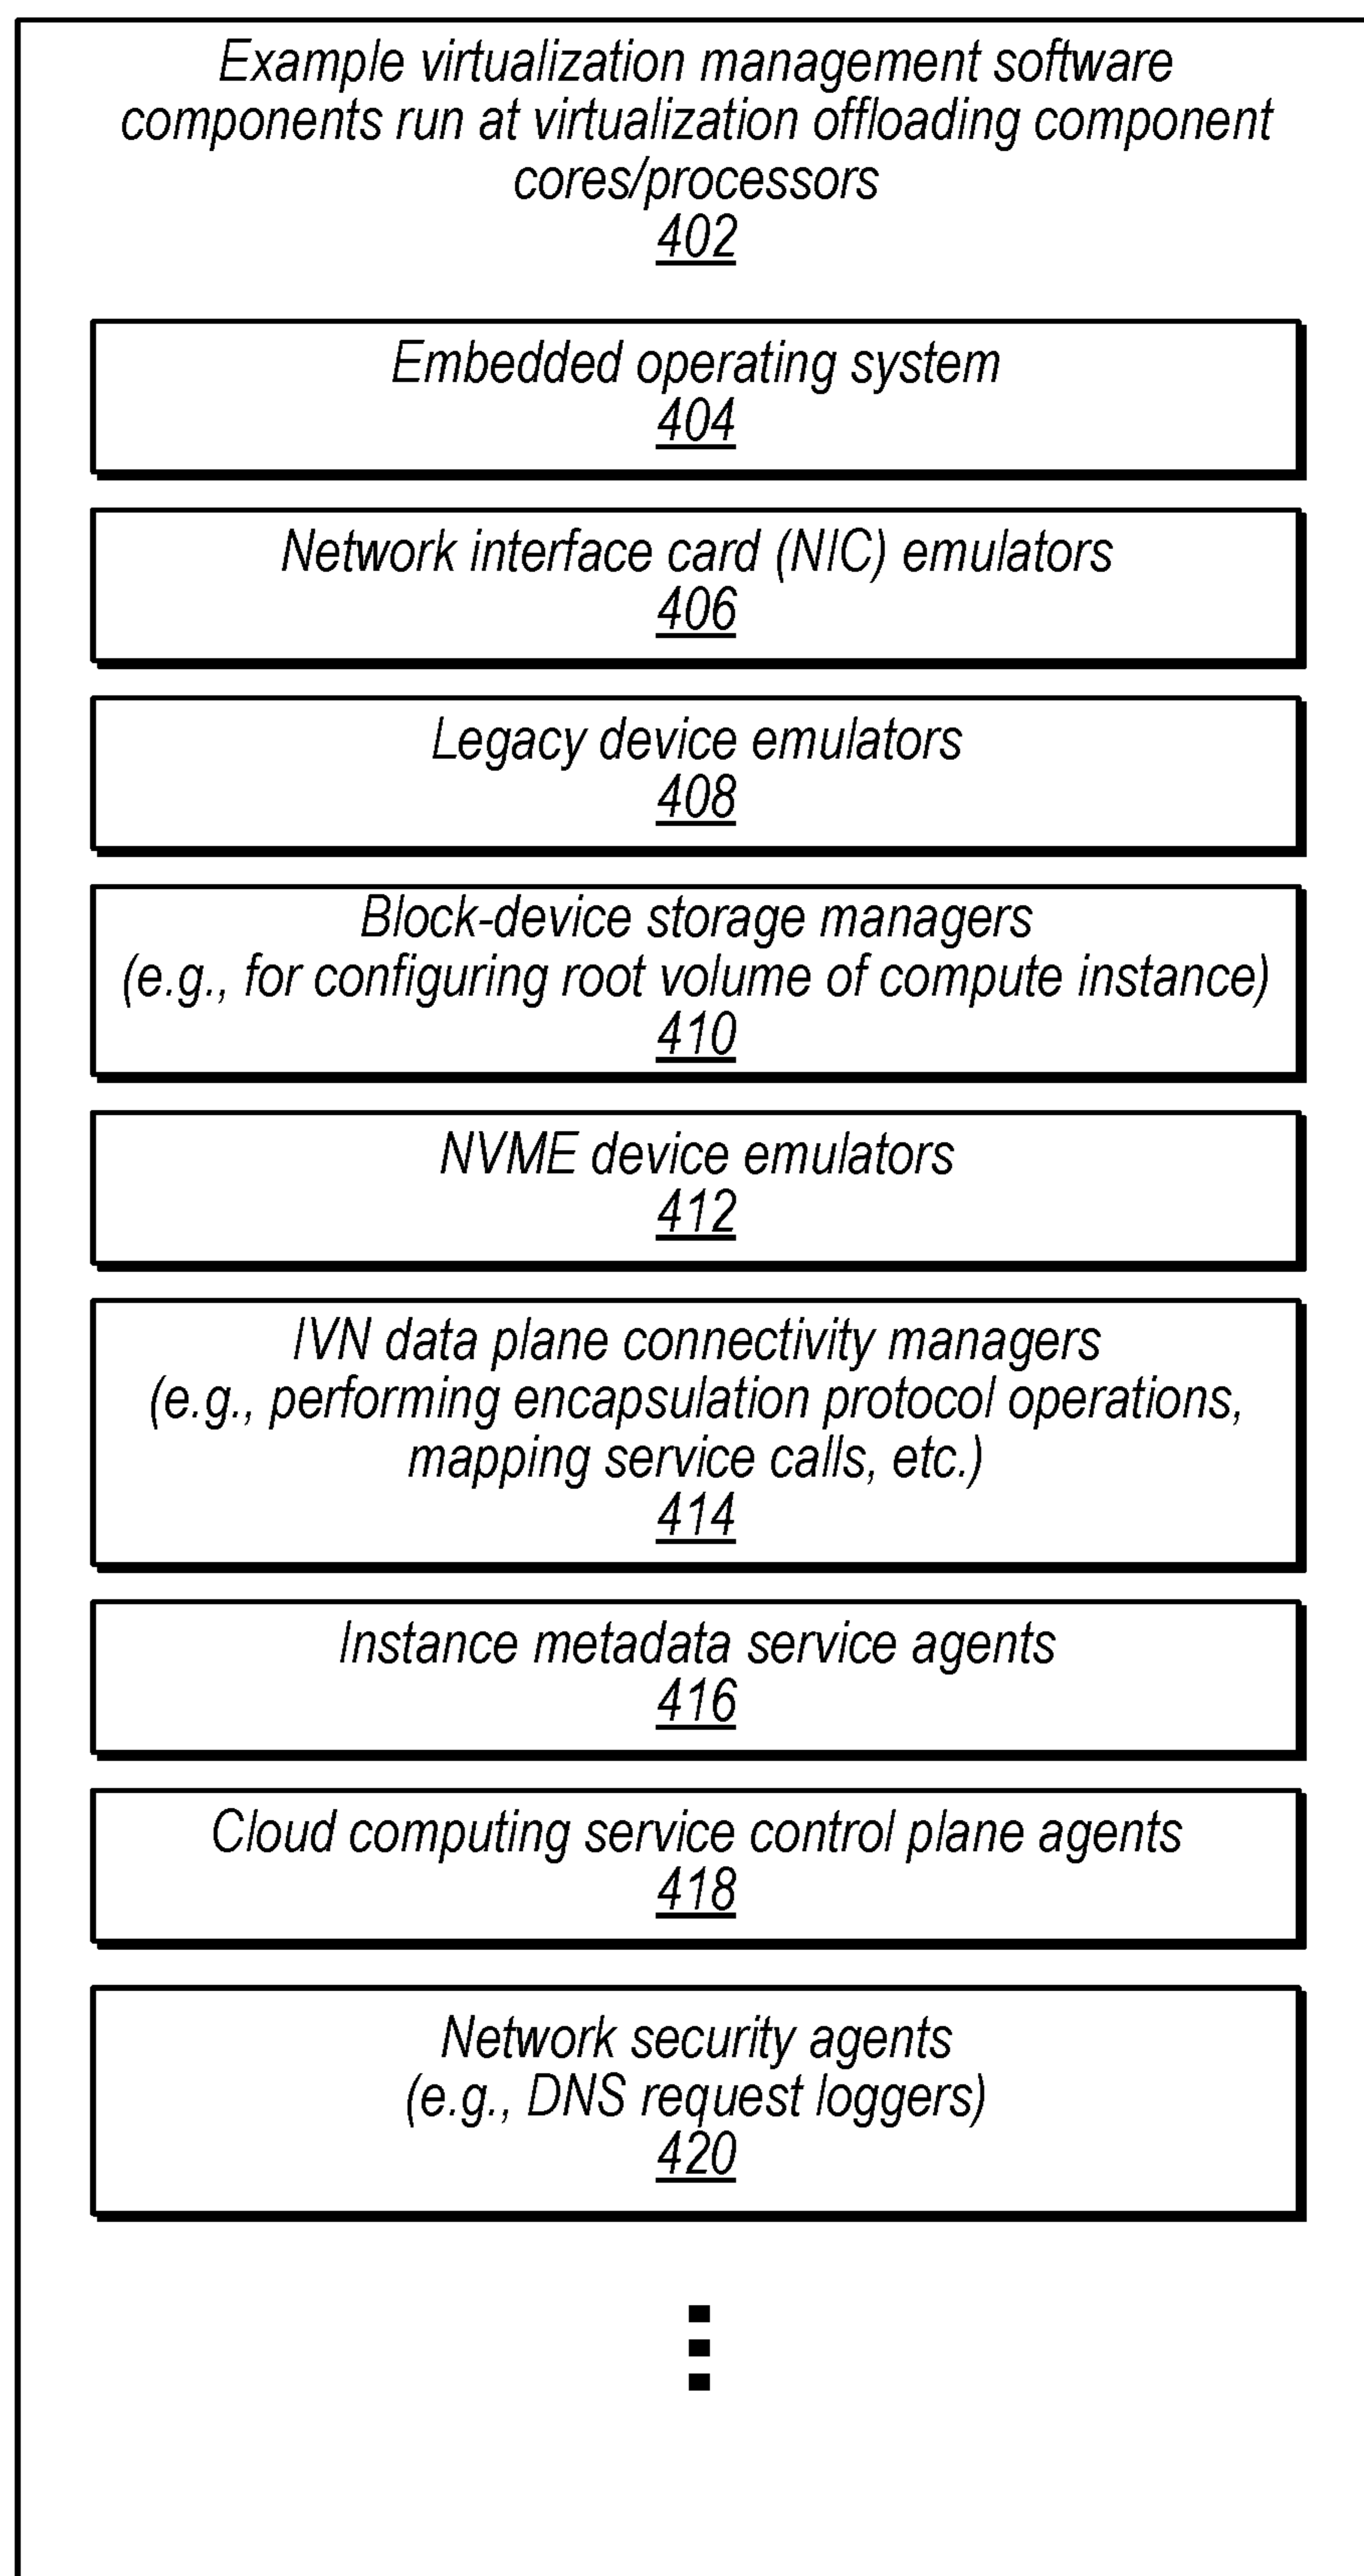 Example virtualization management software
components run at virtualization offloading component
cores/processors
402
Embedded operating system
404
Network interface card (NIC) emulators
406
Legacy device emulators
408
Block-device storage managers
(e.g., for configuring root volume of compute instance)
410
NVME device emulators
412
IVN data plane connectivity managers
(e.g., performing encapsulation protocol operations,
mapping service calls, etc.)
414
Instance metadata service agents
416
Cloud computing service control plane agents
418
Network security agents
(e.g., DNS request loggers)
420